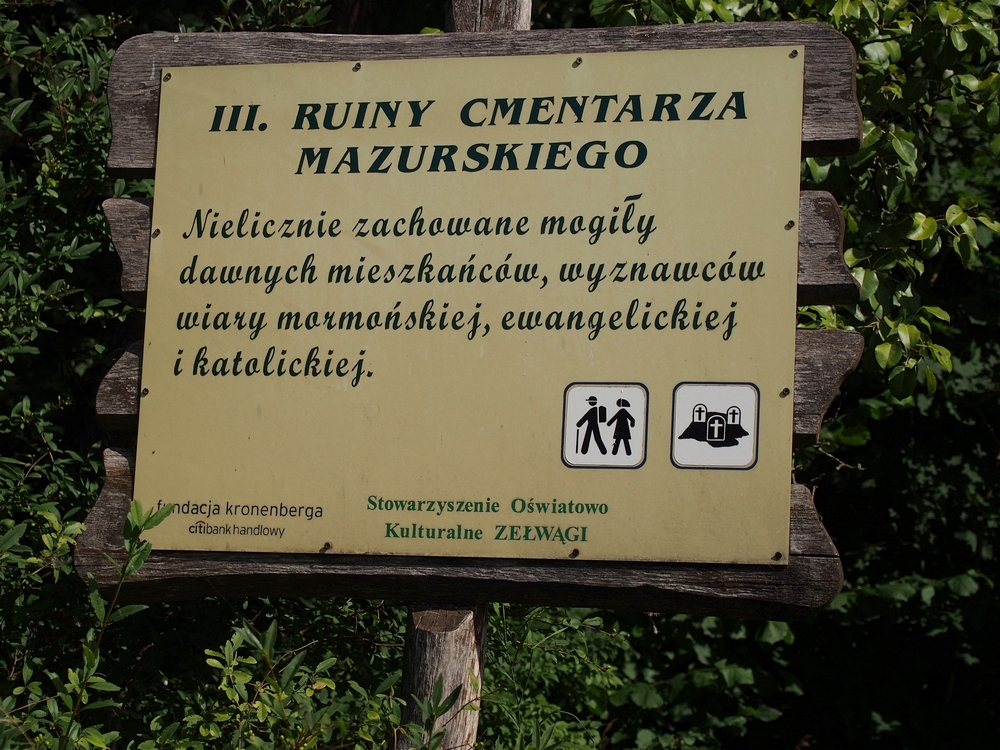 III. RUINY CMENTARZA
MAZURSKIEGO
Nielicznie zachowane mogiły
dawnych mieszkańców, wyznawców
wiary mormońskiej, ewangelickiej
i katolickiej.
fundacja kronenberga
citibank handlowy
Stowarzyszenie Oświatowo
Kulturalne ZEŁWĄGI